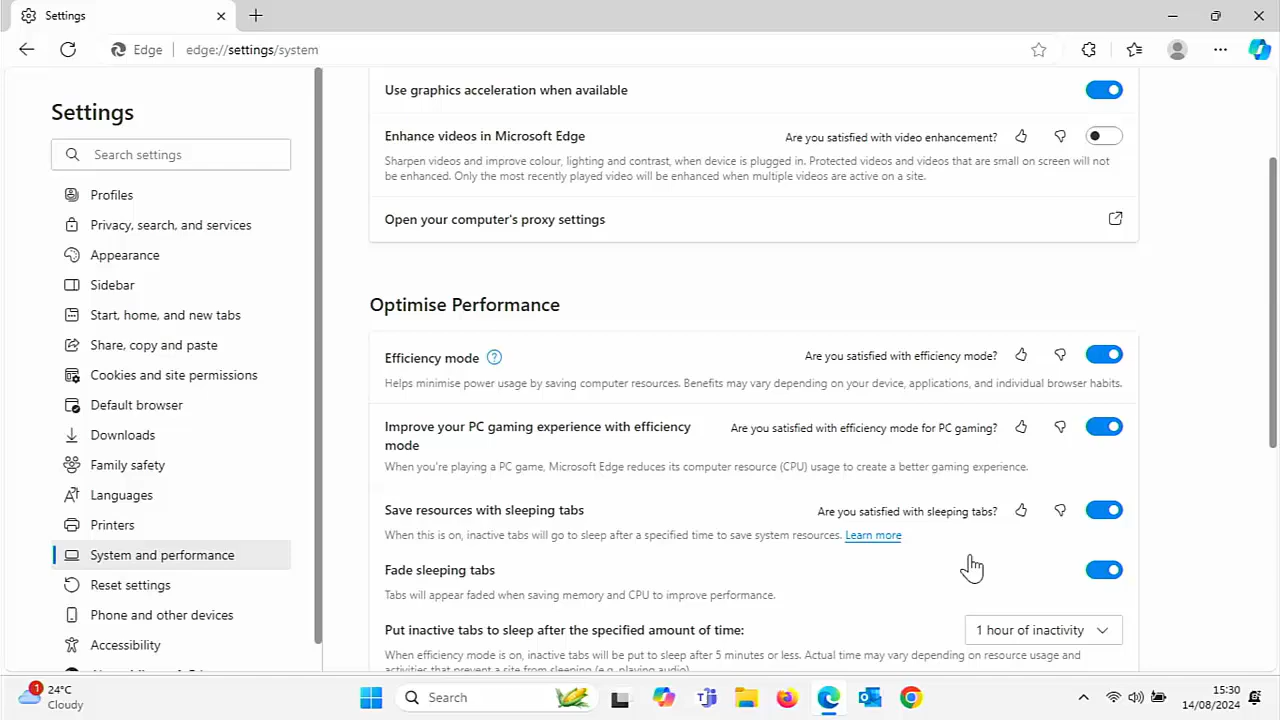 Settings
Edge
edge://settings/system
Settings
Search settings
Profiles
Privacy, search, and services
Appearance
Sidebar
Start, home, and new tabs
Share, copy and paste
Cookies and site permissions
Default browser
Downloads
Family safety
Languages
Printers
System and performance
Reset settings
Phone and other devices
Accessibility
Use graphics acceleration when available
Enhance videos in Microsoft Edge
Are you satisfied with video enhancement?
Sharpen videos and improve colour, lighting and contrast, when device is plugged in. Protected videos and videos that are small on screen will not
be enhanced. Only the most recently played video will be enhanced when multiple videos are active on a site.
Open your computer's proxy settings
Optimise Performance
Efficiency mode ?
Are you satisfied with efficiency mode?
Helps minimise power usage by saving computer resources. Benefits may vary depending on your device, applications, and individual browser habits.
Improve your PC gaming experience with efficiency
mode
Are you satisfied with efficiency mode for PC gaming?
When you're playing a PC game, Microsoft Edge reduces its computer resource (CPU) usage to create a better gaming experience.
Save resources with sleeping tabs
Are you satisfied with sleeping tabs?
When this is on, inactive tabs will go to sleep after a specified time to save system resources. Learn more
Fade sleeping tabs
Tabs will appear faded when saving memory and CPU to improve performance.
Put inactive tabs to sleep after the specified amount of time:
1 hour of inactivity
When efficiency mode is on, inactive tabs will be put to sleep after 5 minutes or less. Actual time may vary depending on resource usage and
activities that prevent a site from sleeping (e.g. playing audio).
1
24°C
Cloudy
Search
15:30
14/08/2024